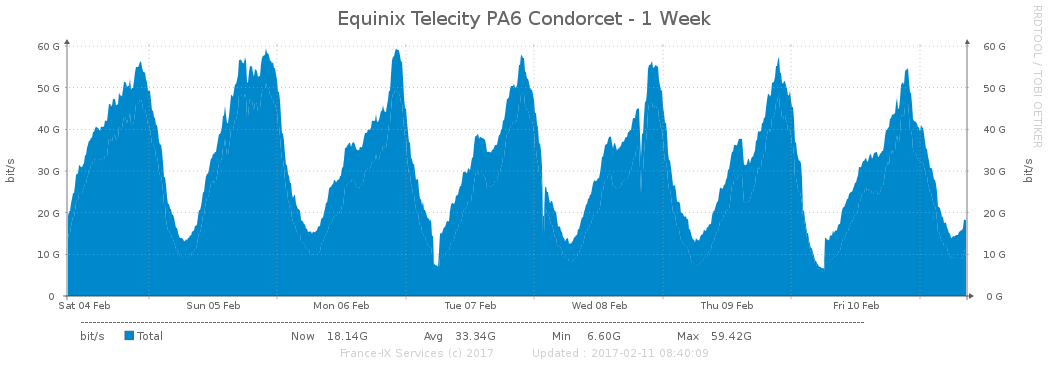 Equinix Telecity PA6 Condorcet - 1 Week
RRDTOOL / TOBI OETIKER
bit/s
60 G
50 G
40 G
30 G
20 G
10 G
0
60 G
50 G
40 G
30 G
20 G
10 G
0 G
bit/s
Sat 04 Feb Sun 05 Feb Mon 06 Feb Tue 07 Feb Wed 08 Feb Thu 09 Feb Fri 10 Feb
bit/s Total Now 18.14G Avg 33.34G Min 6.60G Max 59.42G
France-IX Services (c) 2017 Updated : 2017-02-11 08:40:09